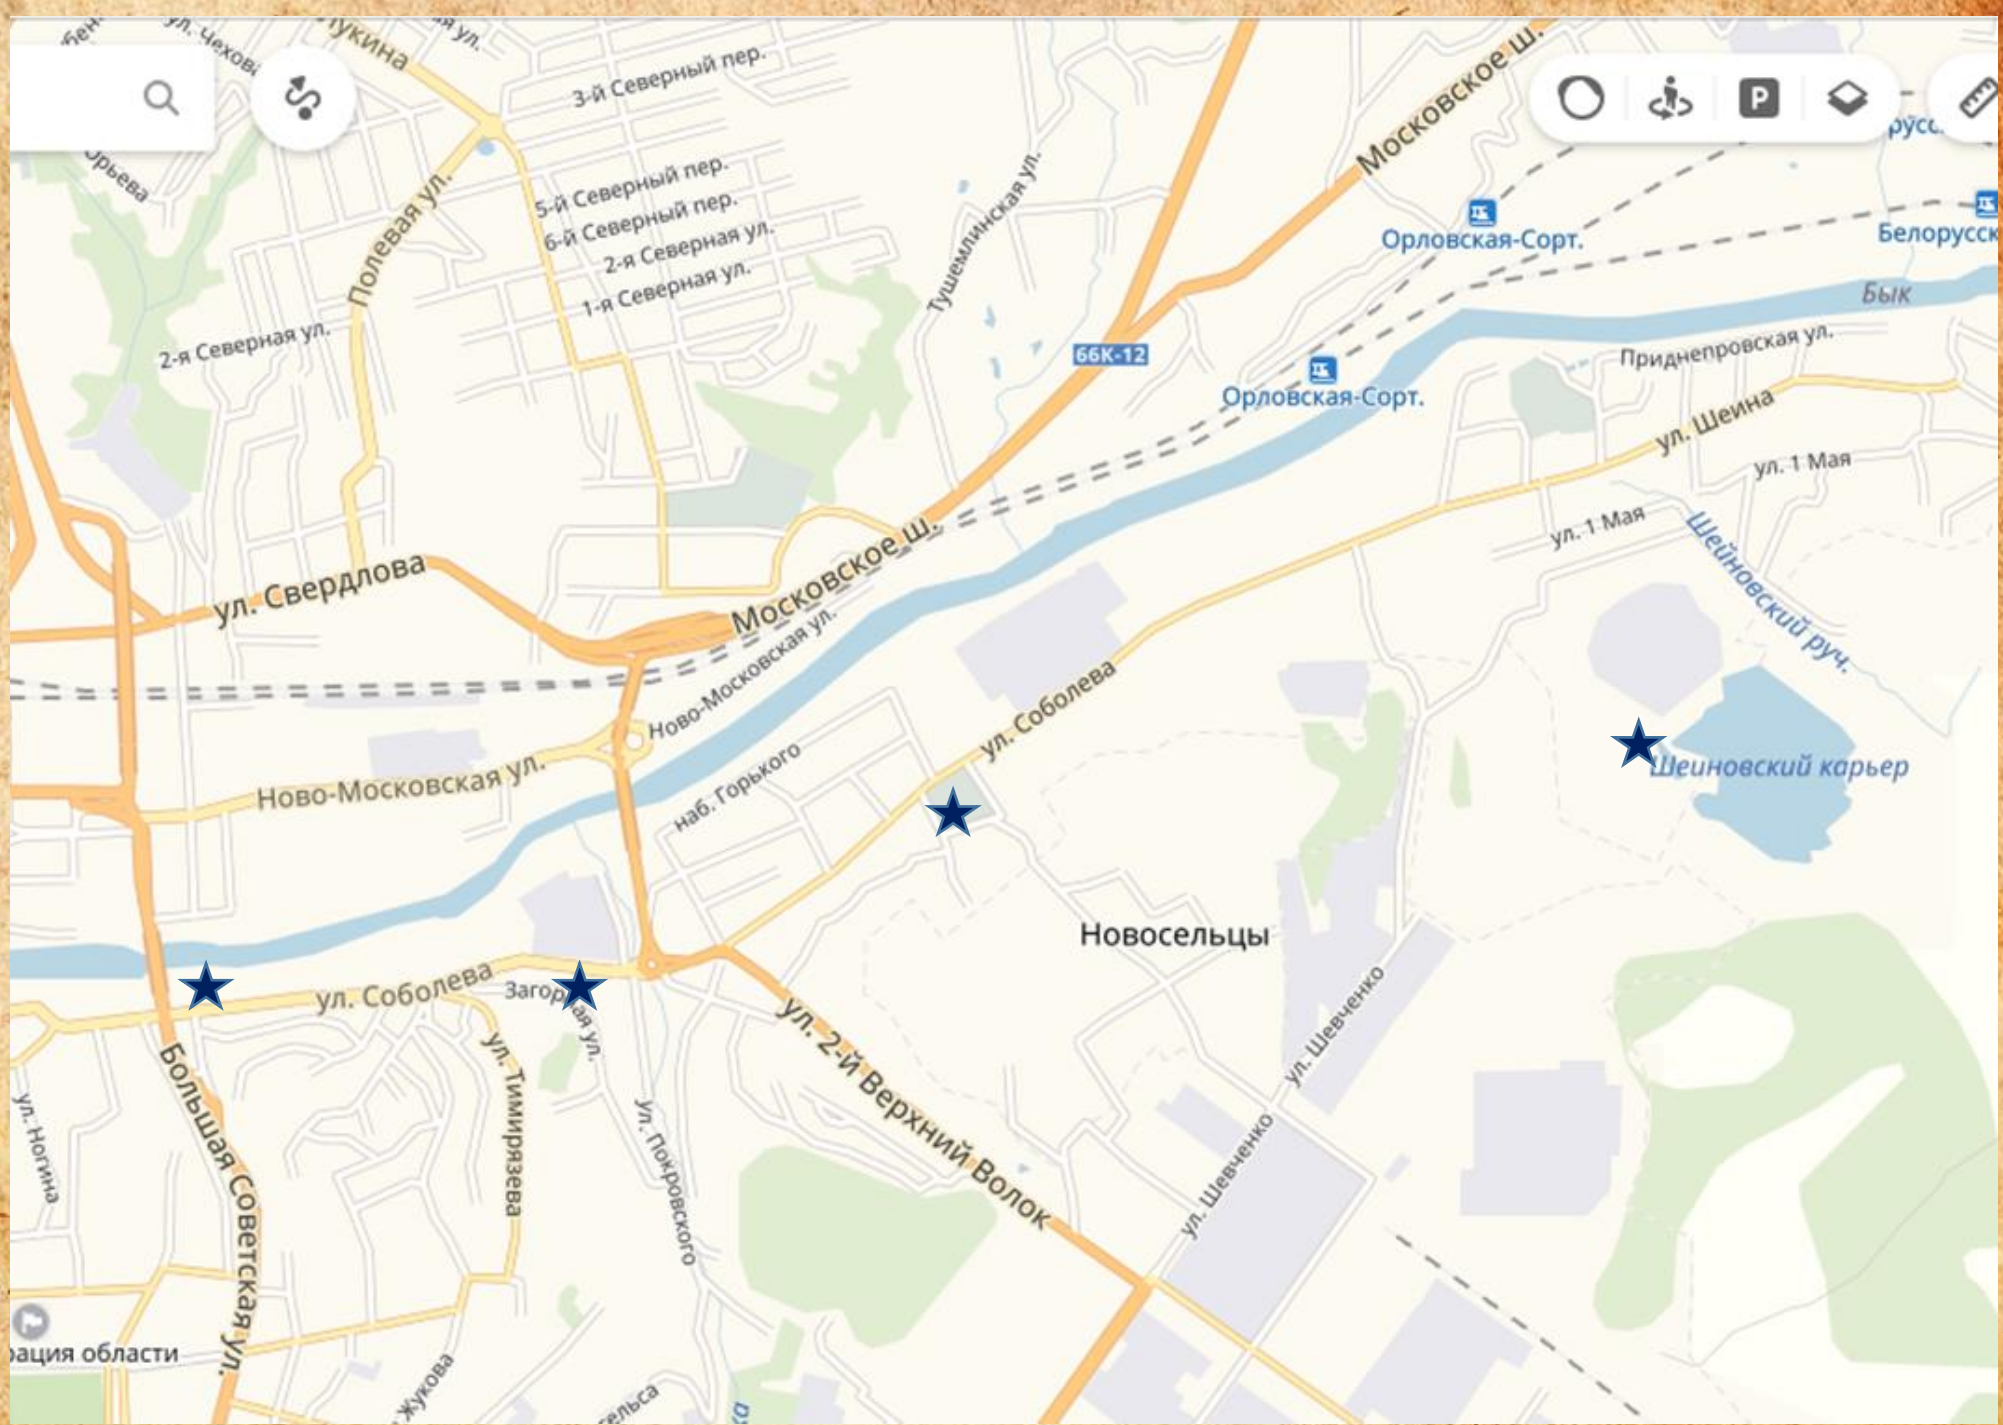 ул. Чехова
3-й Северный пер.
Московское ш.
P
5-й Северный пер.
6-й Северный пер.
2-я Северная ул.
1-я Северная ул.
Полевая ул.
Тушемлинская ул.
Орловская-Сорт.
Белорусск
Бык
2-я Северная ул.
66К-12
Приднепровская ул.
Орловская-Сорт.
ул. Шеина
ул. 1 Мая
ул. 1 Мая
Шейновский руч.
ул. Свердлова
Московское ш.
Ново-Московская ул.
ул. Соболева
Ново-Московская ул.
наб. Горького
Шеиновский карьер
Новосельцы
ул. Соболева
ул. Шевченко
ул. 2-й Верхний Волок
ул. Тимирязева
Большая Советская ул.
ул. Ногина
ул. Покровского
ул. Шевченко
рация области
Жукова
сельса